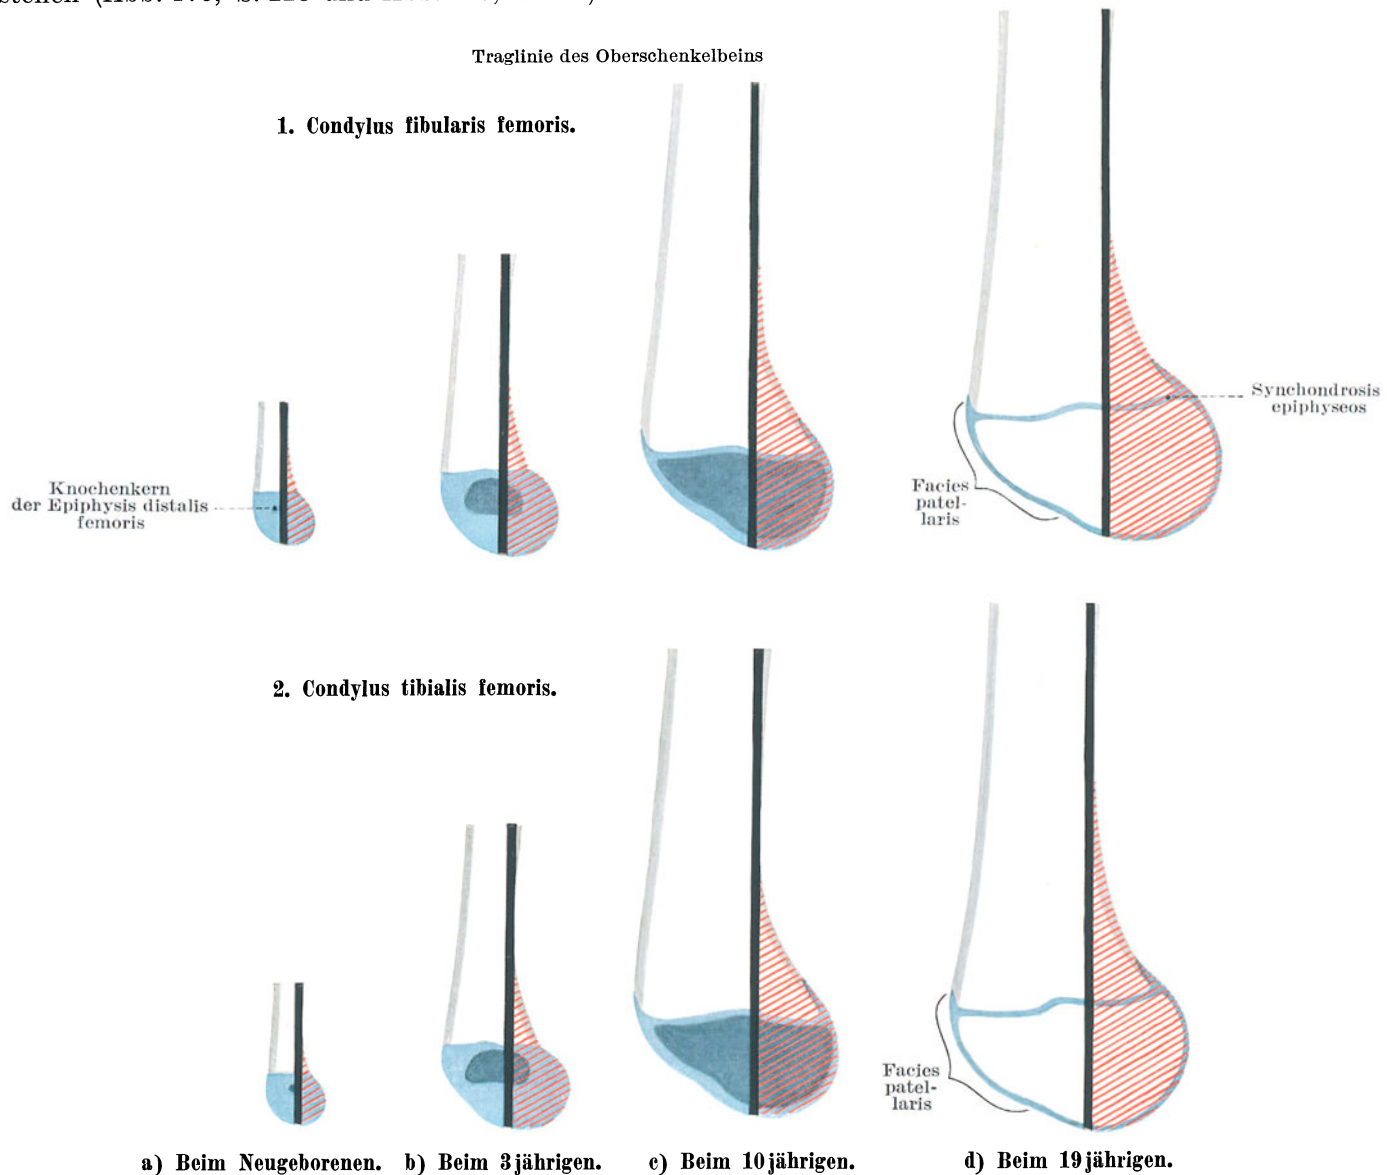 Traglinie des Oberschenkelbeins
1. Condylus fibularis femoris.
Synchondrosis
epiphyseos
Knochenkern
der Epiphysis distalis
femoris
Facies
patel-
laris
2. Condylus tibialis femoris.
Facies
patel-
laris
a) Beim Neugeborenen. b) Beim 3jährigen. c) Beim 10jährigen. d) Beim 19jährigen.